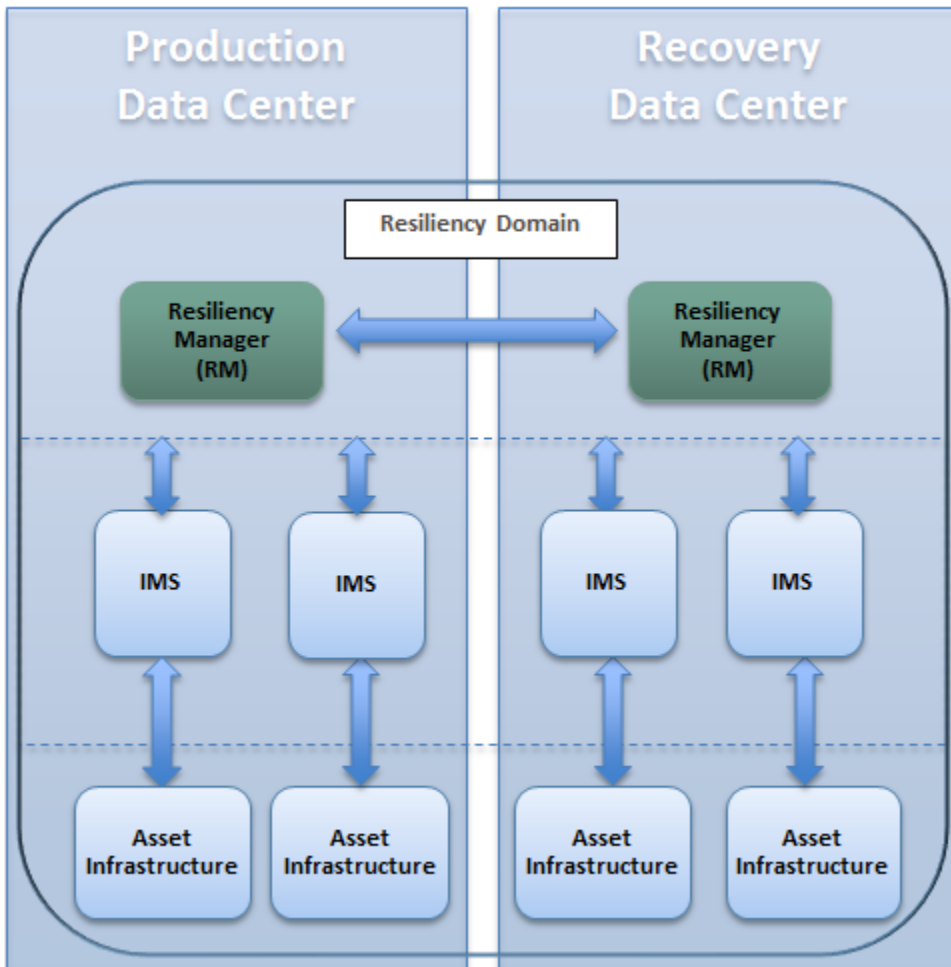 Production
Data Center
Recovery
Data Center
Resiliency Domain
Resiliency
Manager
(RM)
Resiliency
Manager
(RM)
IMS
IMS
IMS
IMS
Asset
Infrastructure
Asset
Infrastructure
Asset
Infrastructure
Asset
Infrastructure